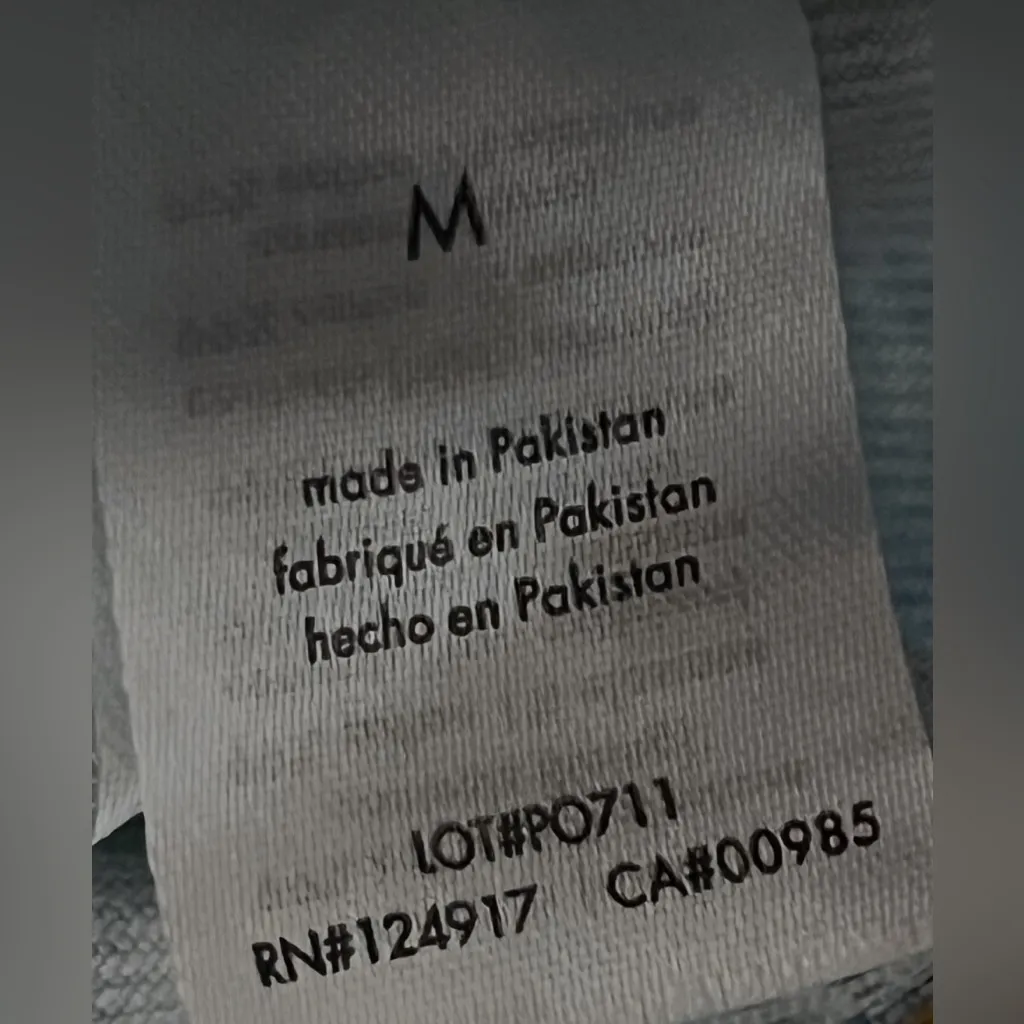 M
made in Pakistan
fabriqué en Pakistan
hecho en Pakistan
LOT#PO711
RN#124917 CA#00985